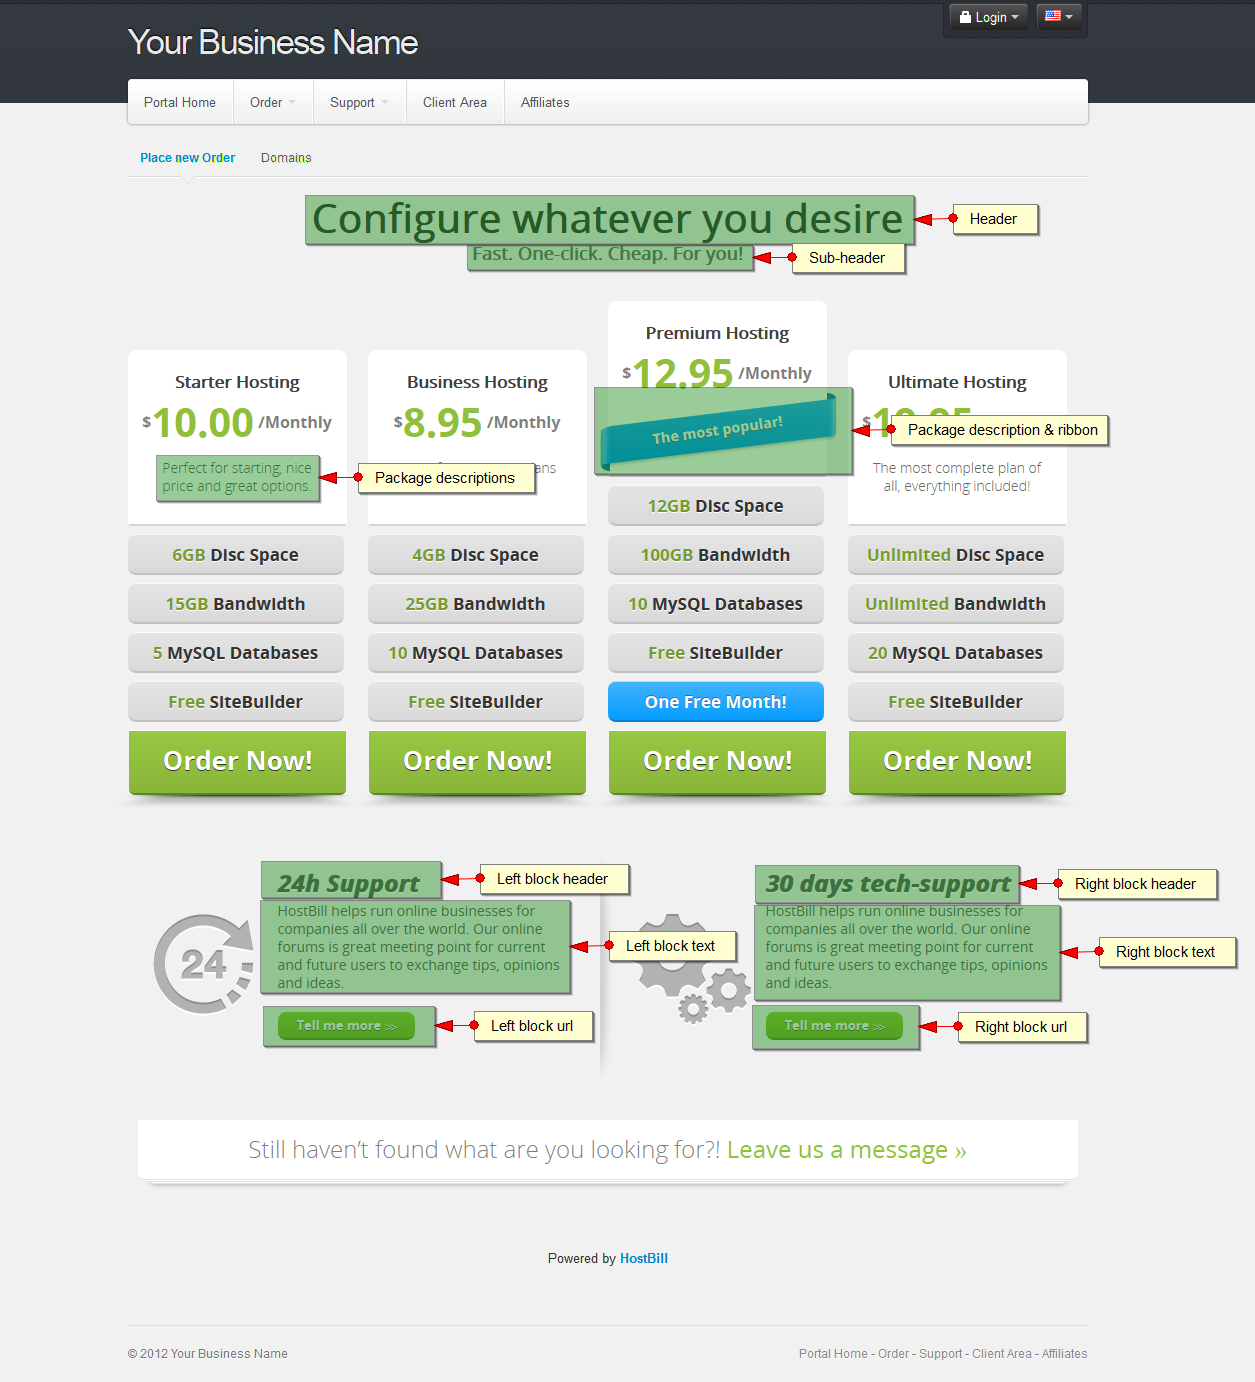 Login
Your Business Name
Portal Home
Order
Support
Client Area
Affiliates
Place new Order
Domains
Configure whatever you desire
Header
Fast. One-click. Cheap. For you!
Sub-header
Starter Hosting
$10.00 /Monthly
Perfect for starting; nice
price and great options.
Package descriptions
6GB Disc Space
15GB Bandwidth
5 MySQL Databases
Free SiteBuilder
Order Now!
Business Hosting
$8.95 /Monthly
4GB Disc Space
25GB Bandwidth
10 MySQL Databases
Free SiteBuilder
Order Now!
Premium Hosting
$12.95 /Monthly
The most popular!
Package description & ribbon
12GB Disc Space
100GB Bandwidth
10 MySQL Databases
Free SiteBuilder
One Free Month!
Order Now!
Ultimate Hosting
$
The most complete plan of
all, everything included!
Unlimited Disc Space
Unlimited Bandwidth
20 MySQL Databases
Free SiteBuilder
Order Now!
24
24h Support
Left block header
HostBill helps run online businesses for
companies all over the world. Our online
forums is great meeting point for current
and future users to exchange tips, opinions
and ideas.
Left block text
Tell me more >>
Left block url
30 days tech-support
Right block header
HostBill helps run online businesses for
companies all over the world. Our online
forums is great meeting point for current
and future users to exchange tips, opinions
and ideas.
Right block text
Tell me more >>
Right block url
Still haven't found what are you looking for?! Leave us a message »
Powered by HostBill
© 2012 Your Business Name
Portal Home - Order - Support - Client Area - Affiliates